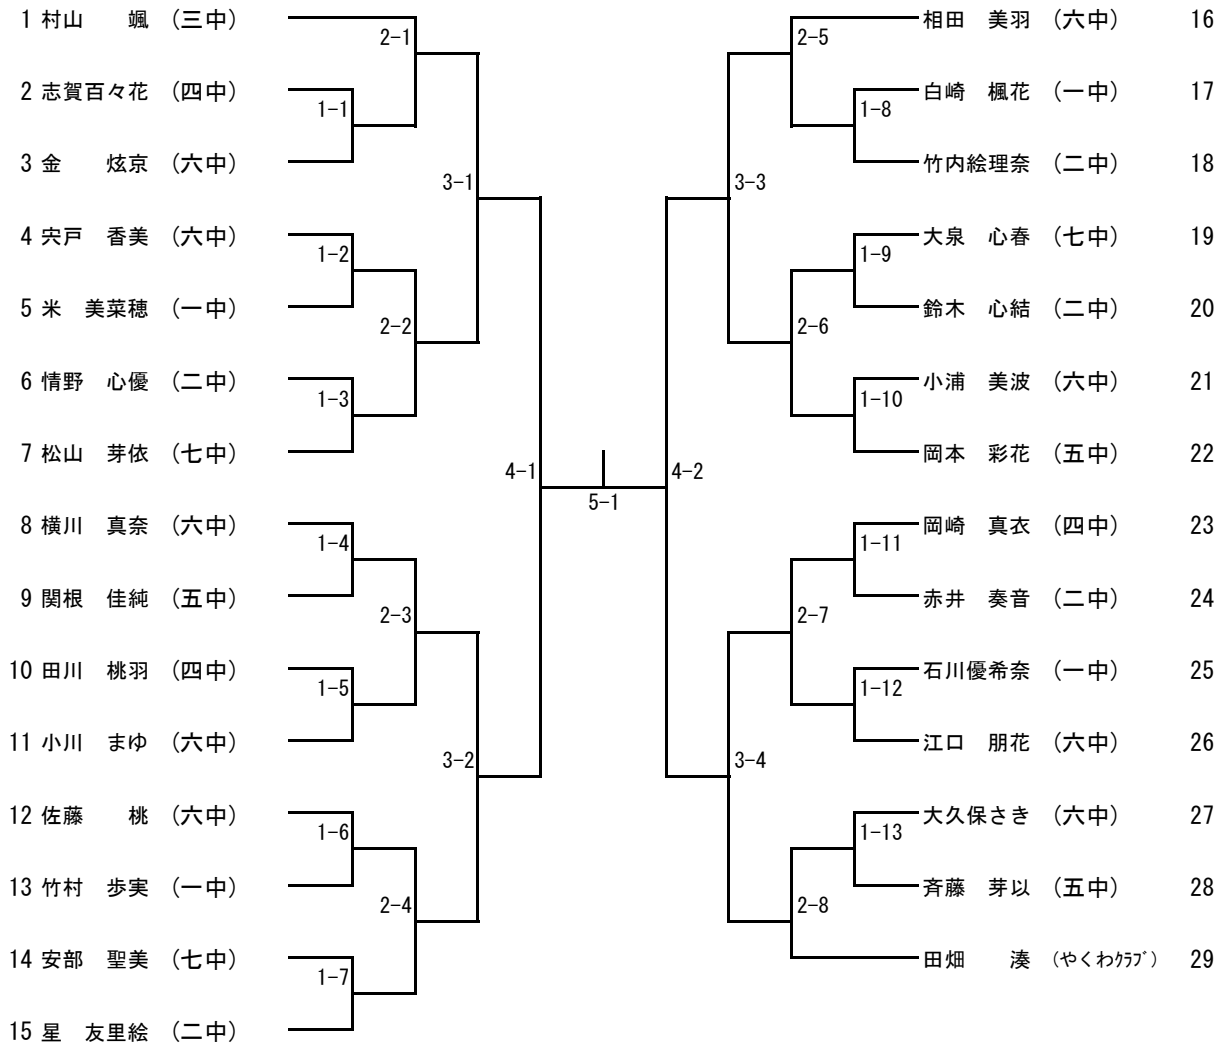 1 村山　　颯 （三中）
2 志賀百々花 （四中）
3 金　　炫京 （六中）
4 宍戸　香美 （六中）
5 米　美菜穂 （一中）
6 情野　心優 （二中）
7 松山　芽依 （七中）
8 横川　真奈 （六中）
9 関根　佳純 （五中）
10 田川　桃羽 （四中）
11 小川　まゆ （六中）
12 佐藤　　桃 （六中）
13 竹村　歩実 （一中）
14 安部　聖美 （七中）
15 星　友里絵 （二中）
1-1
1-2
1-3
1-4
1-5
1-6
1-7
2-1
2-2
2-3
2-4
3-1
3-2
4-1
5-1
4-2
3-3
3-4
2-5
2-6
2-7
2-8
1-8
1-9
1-10
1-11
1-12
1-13
相田　美羽 （六中） 16
白崎　楓花 （一中） 17
竹内絵理奈 （二中） 18
大泉　心春 （七中） 19
鈴木　心結 （二中） 20
小浦　美波 （六中） 21
岡本　彩花 （五中） 22
岡崎　真衣 （四中） 23
赤井　奏音 （二中） 24
石川優希奈 （一中） 25
江口　朋花 （六中） 26
大久保さき （六中） 27
斉藤　芽以 （五中） 28
田畑　　湊 （やくわｸﾗﾌﾞ） 29